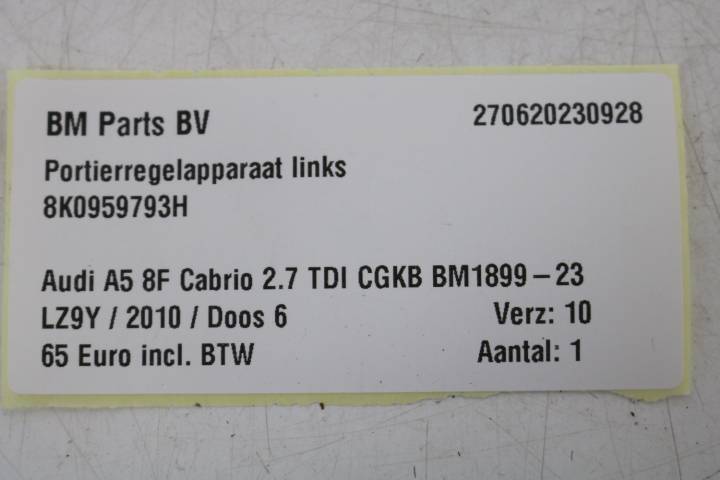 BM Parts BV 270620230928
Portierregelapparaat links
8K0959793H
Audi A5 8F Cabrio 2.7 TDI CGKB BM1899-23
LZ9Y / 2010 / Doos 6 Verz: 10
65 Euro incl. BTW Aantal: 1